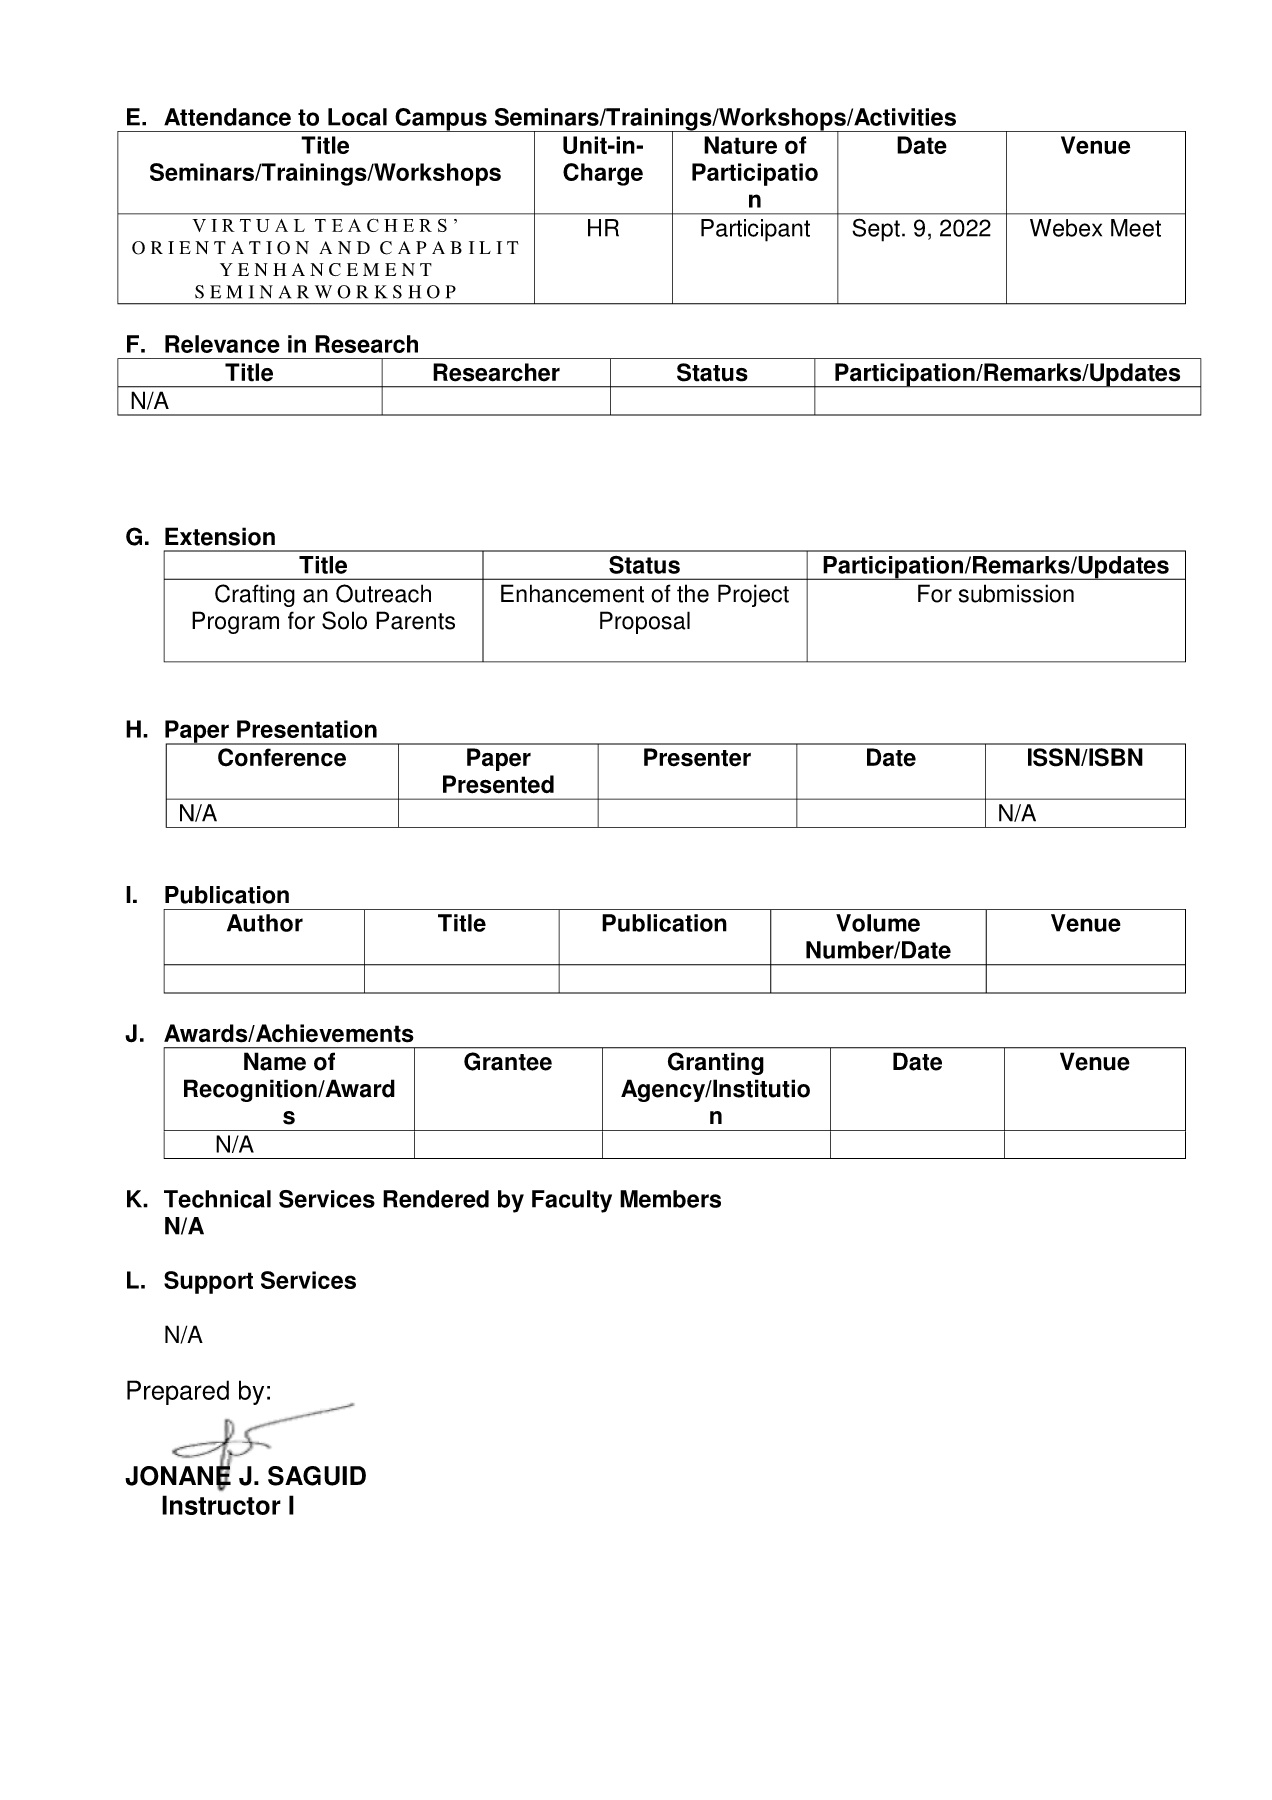 E. Attendance to Local Campus Seminars/Trainings/Workshops/Activities
Title Seminars/Trainings/Workshops Unit-in-Charge Nature of Participation Date Venue
VIRTUAL TEACHERS’ HR Participant Sept. 9, 2022 Webex Meet
ORIENTATION AND CAPABILIT
YENHANCEMENT
SEMINARWORKSHOP
F. Relevance in Research
Title Researcher Status Participation/Remarks/Updates
N/A
G. Extension
Title Status Participation/Remarks/Updates
Crafting an Outreach Enhancement of the Project For submission
Program for Solo Parents Proposal
H. Paper Presentation
Conference Paper Presenter Date ISSN/ISBN
Presented
N/A N/A
I. Publication
Author Title Publication Volume Venue
Number/Date
J. Awards/Achievements
Name of Grantee Granting Date Venue
Recognition/Award Agency/Institutio
s n
N/A
K. Technical Services Rendered by Faculty Members
N/A
L. Support Services
N/A
Prepared by:
JONANE J. SAGUID
Instructor I